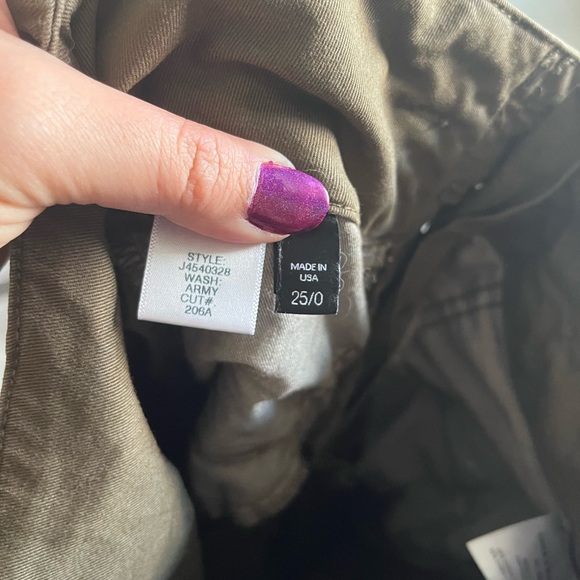 STYLE:
J4540328
WASH:
ARMY
CUT#:
206A
MADE IN
USA
25/0